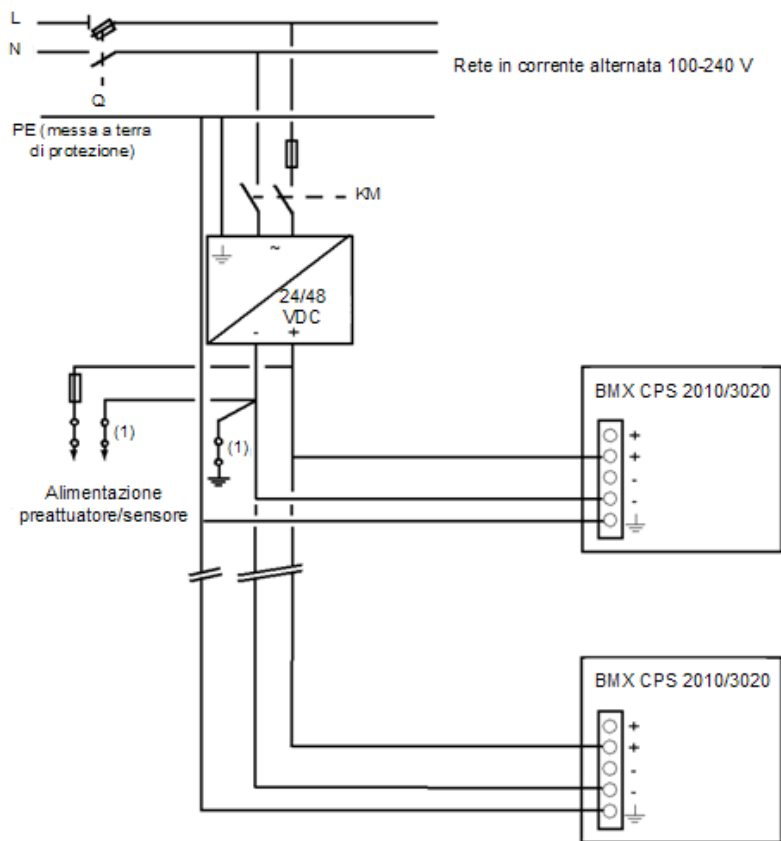 L
N
Rete in corrente alternata 100-240 V
Q
PE (messa a terra
di protezione)
KM
~
24/48
VDC
- +
BMX CPS 2010/3020
+
+
-
-
(1)
(1)
Alimentazione
preattuatore/sensore
BMX CPS 2010/3020
+
+
-
-